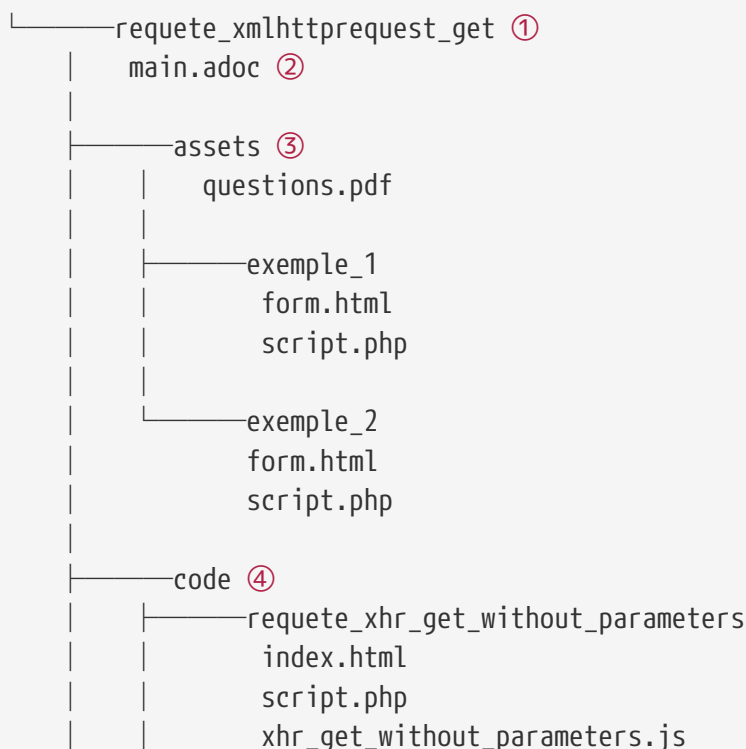 └──────requete_xmlhttprequest_get ①
│ main.adoc ②
│
├──────assets ③
│ │ questions.pdf
│ │
│ ├──────exemple_1
│ │ form.html
│ │ script.php
│ │
│ └──────exemple_2
│ form.html
│ script.php
│
├──────code ④
│ ├──────requete_xhr_get_without_parameters
│ │ index.html
│ │ script.php
│ │ xhr_get_without_parameters.js